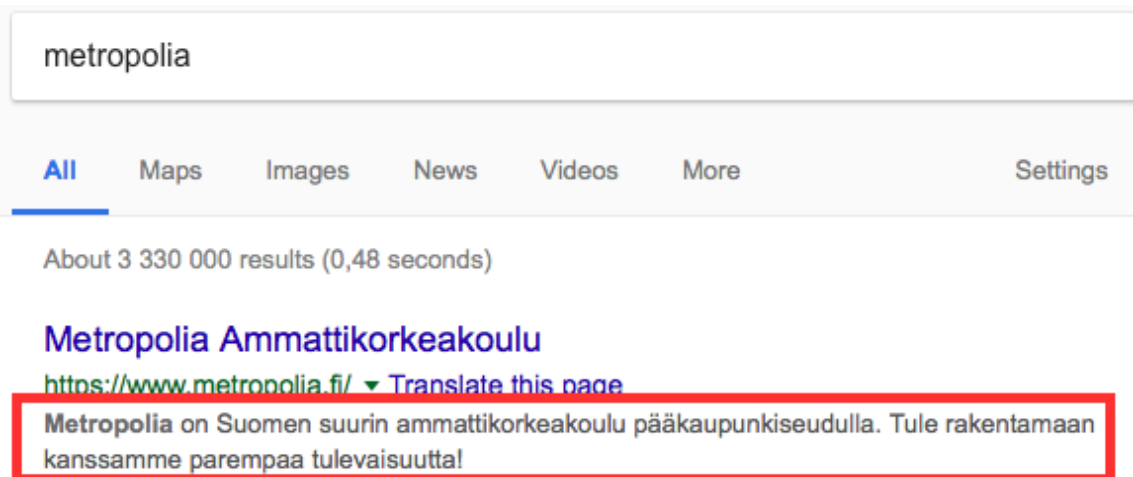 metropolia
All Maps Images News Videos More Settings
About 3 330 000 results (0,48 seconds)
Metropolia Ammattikorkeakoulu
https://www.metropolia.fi/ ▾ Translate this page
Metropolia on Suomen suurin ammattikorkeakoulu pääkaupunkiseudulla. Tule rakentamaan
kanssamme parempaa tulevaisuutta!